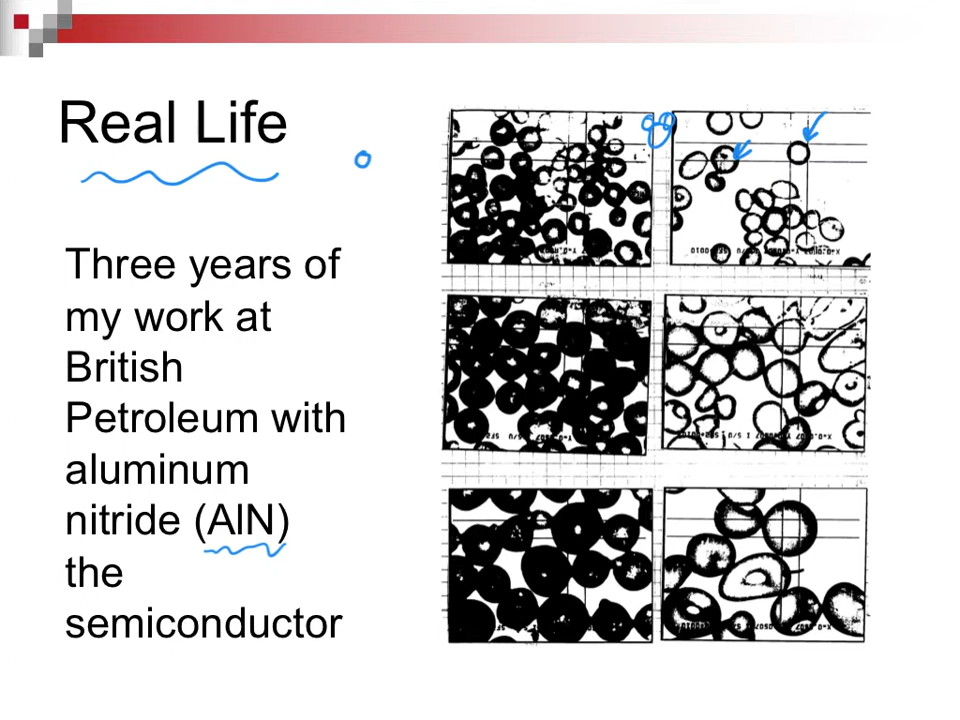 Real Life
Three years of
my work at
British
Petroleum with
aluminum
nitride (AlN)
the
semiconductor